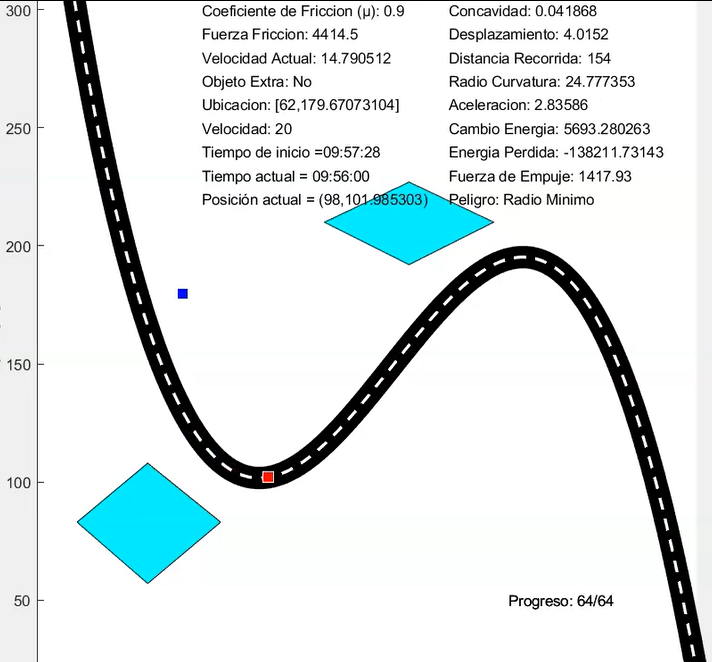 300
250
200
150
100
50
Coeficiente de Friccion (μ): 0.9
Fuerza Friccion: 4414.5
Velocidad Actual: 14.790512
Objeto Extra: No
Ubicacion: [62,179.67073104]
Velocidad: 20
Tiempo de inicio =09:57:28
Tiempo actual = 09:56:00
Posición actual = (98,101.985303)
Concavidad: 0.041868
Desplazamiento: 4.0152
Distancia Recorrida: 154
Radio Curvatura: 24.777353
Aceleracion: 2.83586
Cambio Energia: 5693.280263
Energia Perdida: -138211.73143
Fuerza de Empuje: 1417.93
Peligro: Radio Minimo
Progreso: 64/64